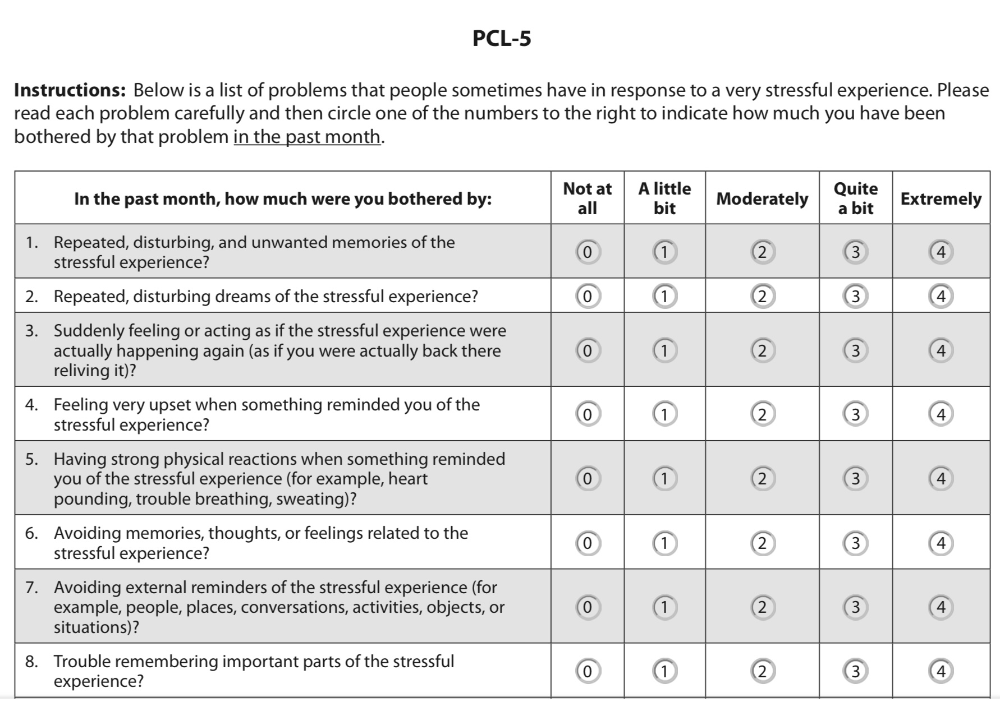 PCL-5
Instructions: Below is a list of problems that people sometimes have in response to a very stressful experience. Please
read each problem carefully and then circle one of the numbers to the right to indicate how much you have been
bothered by that problem in the past month.
In the past month, how much were you bothered by:
Not at
all
A little
bit
Moderately
Quite
a bit
Extremely
1. Repeated, disturbing, and unwanted memories of the
stressful experience?
0 1 2 3 4
2. Repeated, disturbing dreams of the stressful experience? 0 1 2 3 4
3. Suddenly feeling or acting as if the stressful experience were
actually happening again (as if you were actually back there
reliving it)?
0 1 2 3 4
4. Feeling very upset when something reminded you of the
stressful experience?
0 1 2 3 4
5. Having strong physical reactions when something reminded
you of the stressful experience (for example, heart
pounding, trouble breathing, sweating)?
0 1 2 3 4
6. Avoiding memories, thoughts, or feelings related to the
stressful experience?
0 1 2 3 4
7. Avoiding external reminders of the stressful experience (for
example, people, places, conversations, activities, objects, or
situations)?
0 1 2 3 4
8. Trouble remembering important parts of the stressful
experience?
0 1 2 3 4